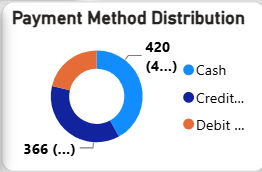 Payment Method Distribution
420
(4...)
Cash
Credit...
Debit ...
366 (...)